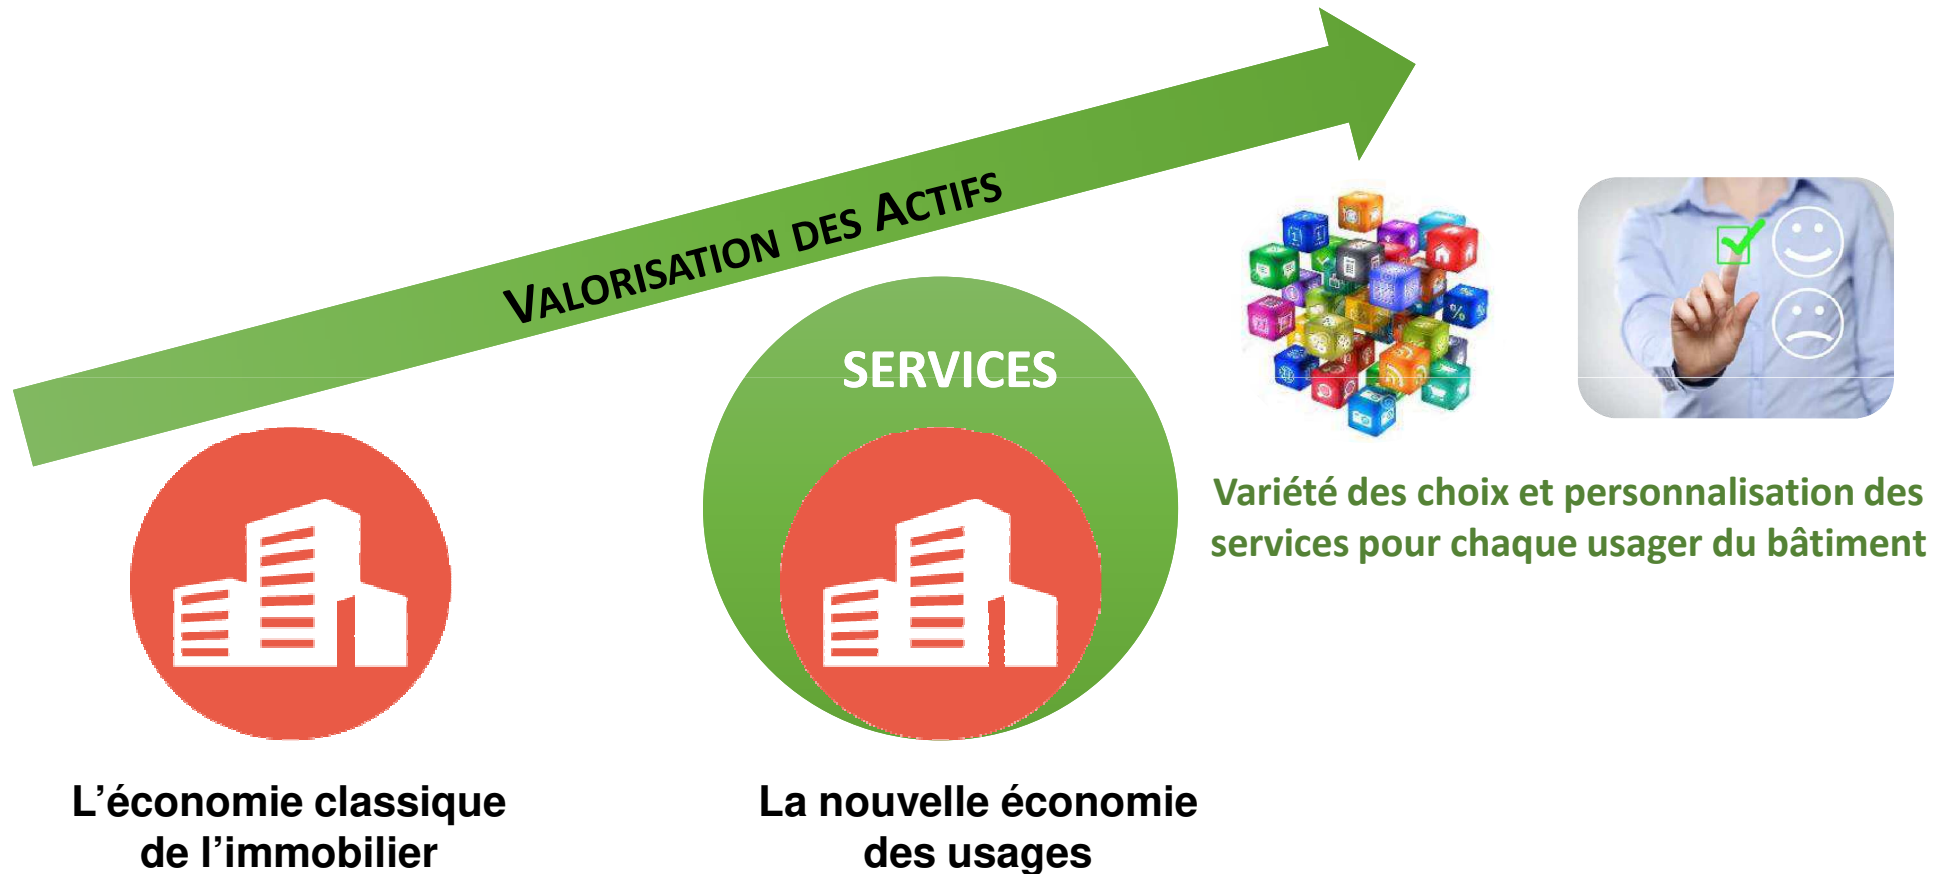 VALORISATION DES ACTIFS
SERVICES
Variété des choix et personnalisation des
services pour chaque usager du bâtiment
L’économie classique
de l’immobilier
La nouvelle économie
des usages